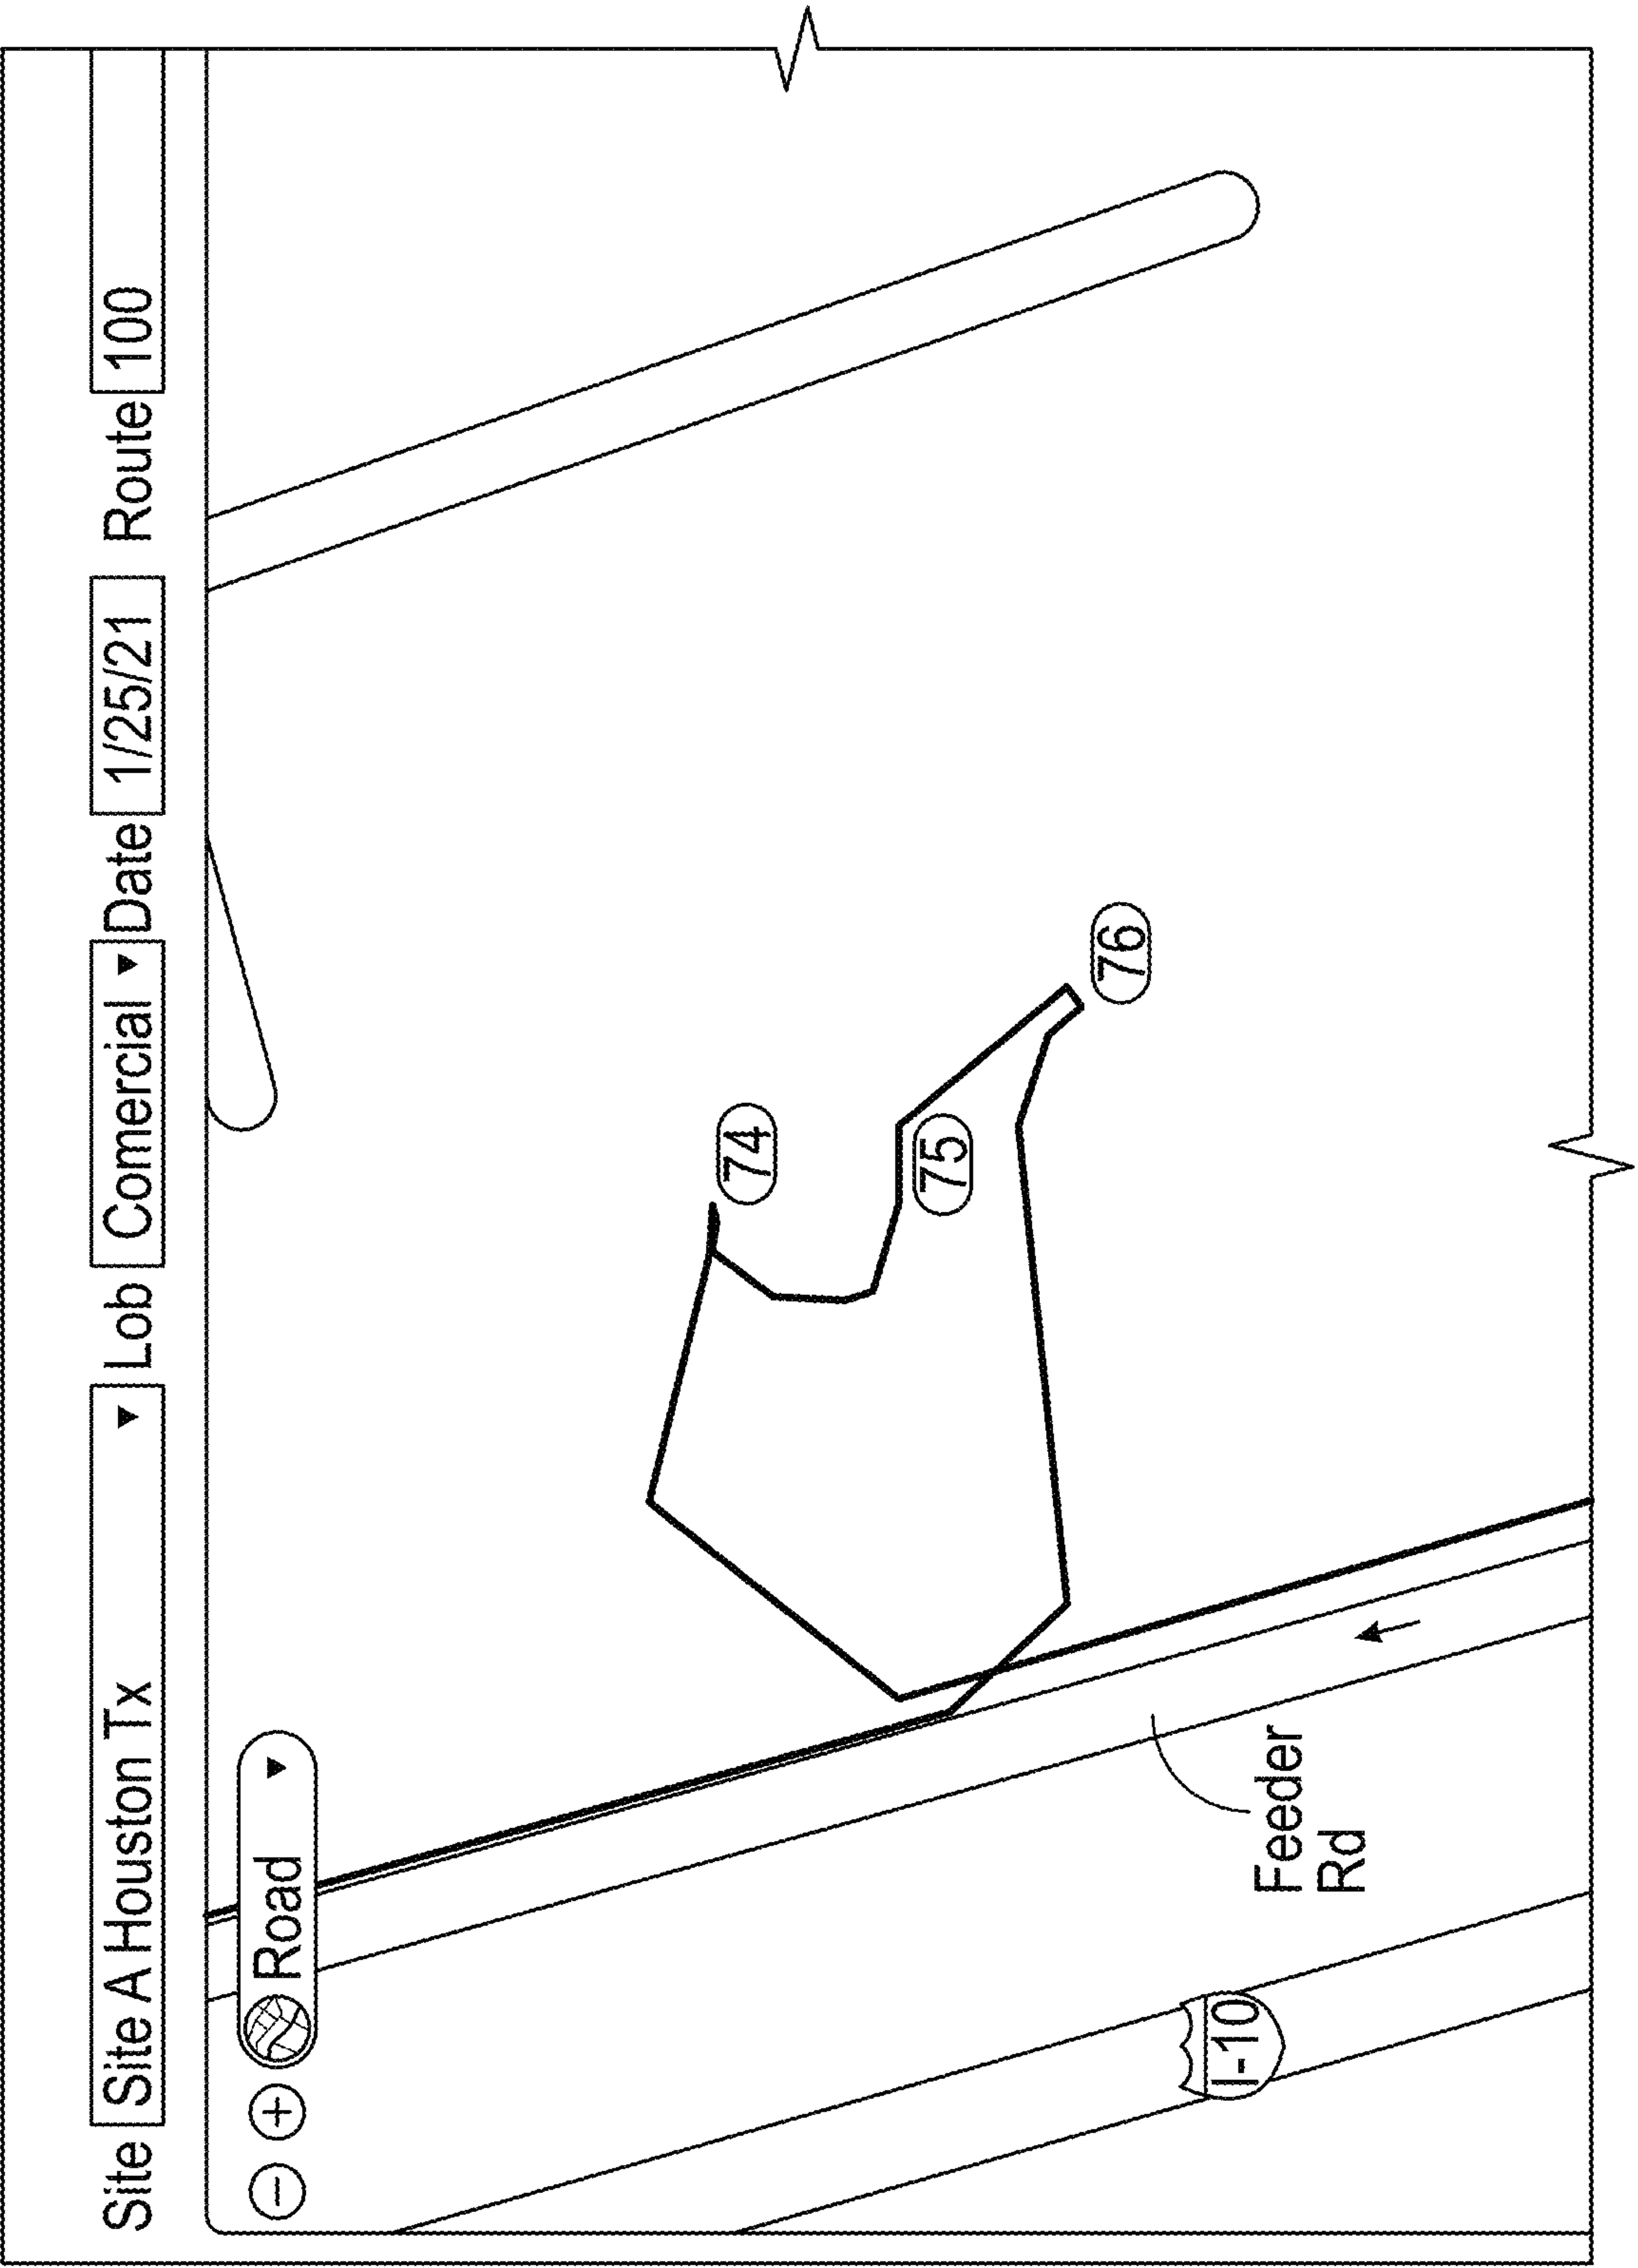 Site Site A Houston Tx ▼ Lob Comercial ▼ Date 1/25/21 Route 100
− + Road ▼
74
75
76
Feeder
Rd
I-10